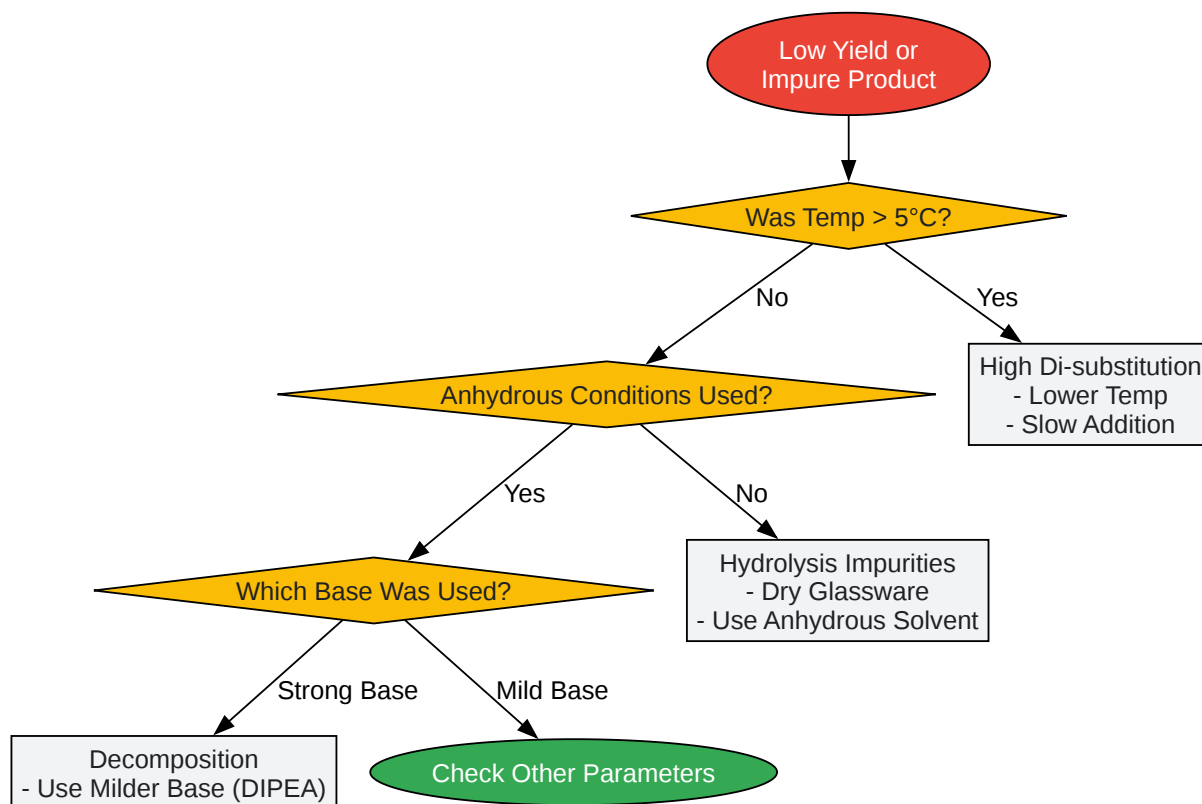 Low Yield or
Impure Product
Was Temp > 5°C?
No
Yes
High Di-substitution
- Lower Temp
- Slow Addition
Anhydrous Conditions Used?
Yes
No
Hydrolysis Impurities
- Dry Glassware
- Use Anhydrous Solvent
Which Base Was Used?
Strong Base
Mild Base
Decomposition
- Use Milder Base (DIPEA)
Check Other Parameters